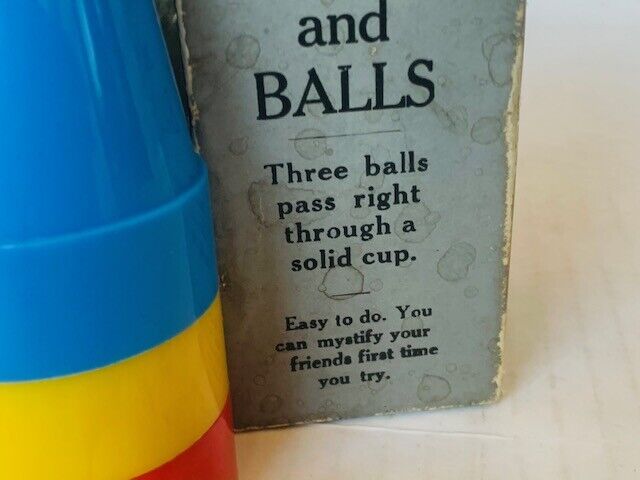 and
BALLS
Three balls
pass right
through a
solid cup.
Easy to do. You
can mystify your
friends first time
you try.